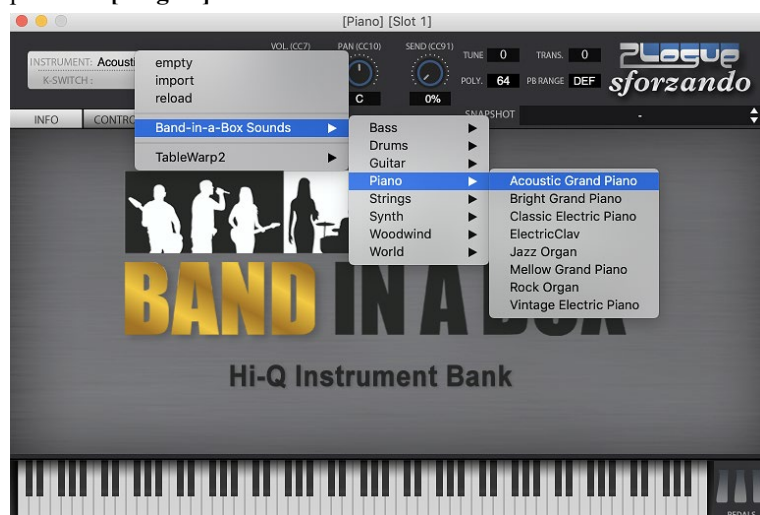 [Piano] [Slot 1]
INSTRUMENT: Acousti
K-SWITCH :
VOL. (CC7)
PAN (CC10)
C
SEND (CC91)
0%
TUNE 0 TRANS. 0
POLY. 64 PB RANGE DEF
Plogue
sforzando
INFO
CONTRO
SNAPSHOT
-
empty
import
reload
Band-in-a-Box Sounds
TableWarp2
Bass
Drums
Guitar
Piano
Strings
Synth
Woodwind
World
Acoustic Grand Piano
Bright Grand Piano
Classic Electric Piano
ElectricClav
Jazz Organ
Mellow Grand Piano
Rock Organ
Vintage Electric Piano
BAND IN A BOX
Hi-Q Instrument Bank
PEDALS